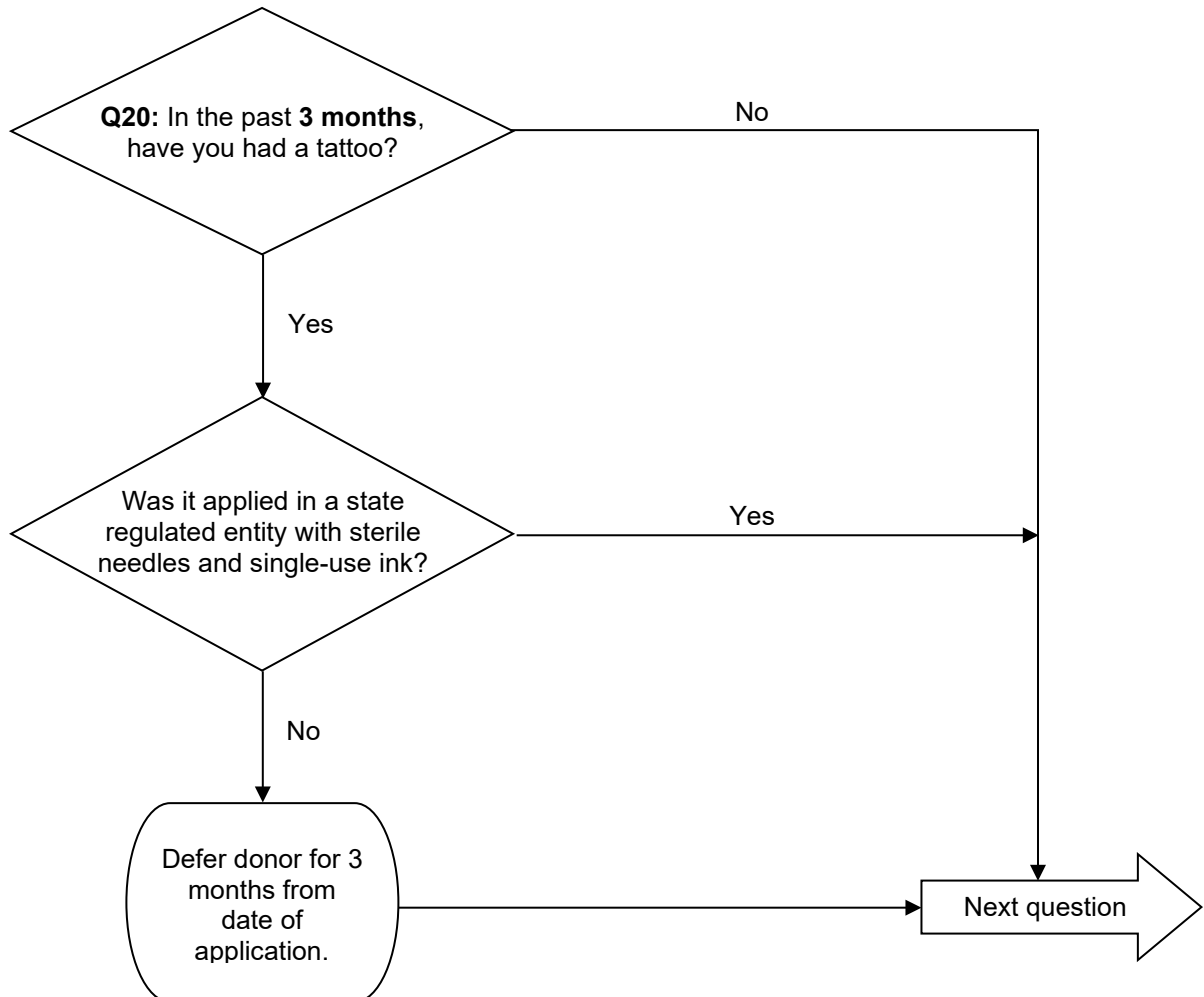 Q20: In the past 3 months,
have you had a tattoo?
No
Yes
Was it applied in a state
regulated entity with sterile
needles and single-use ink?
Yes
No
Defer donor for 3
months from
date of
application.
Next question